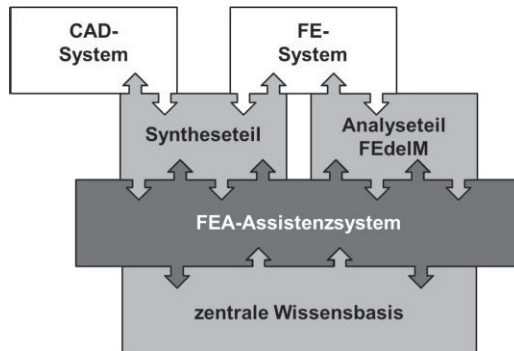 CAD-
System
FE-
System
Syntheseteil
Analyseteil
FEdelM
FEA-Assistenzsystem
zentrale Wissensbasis